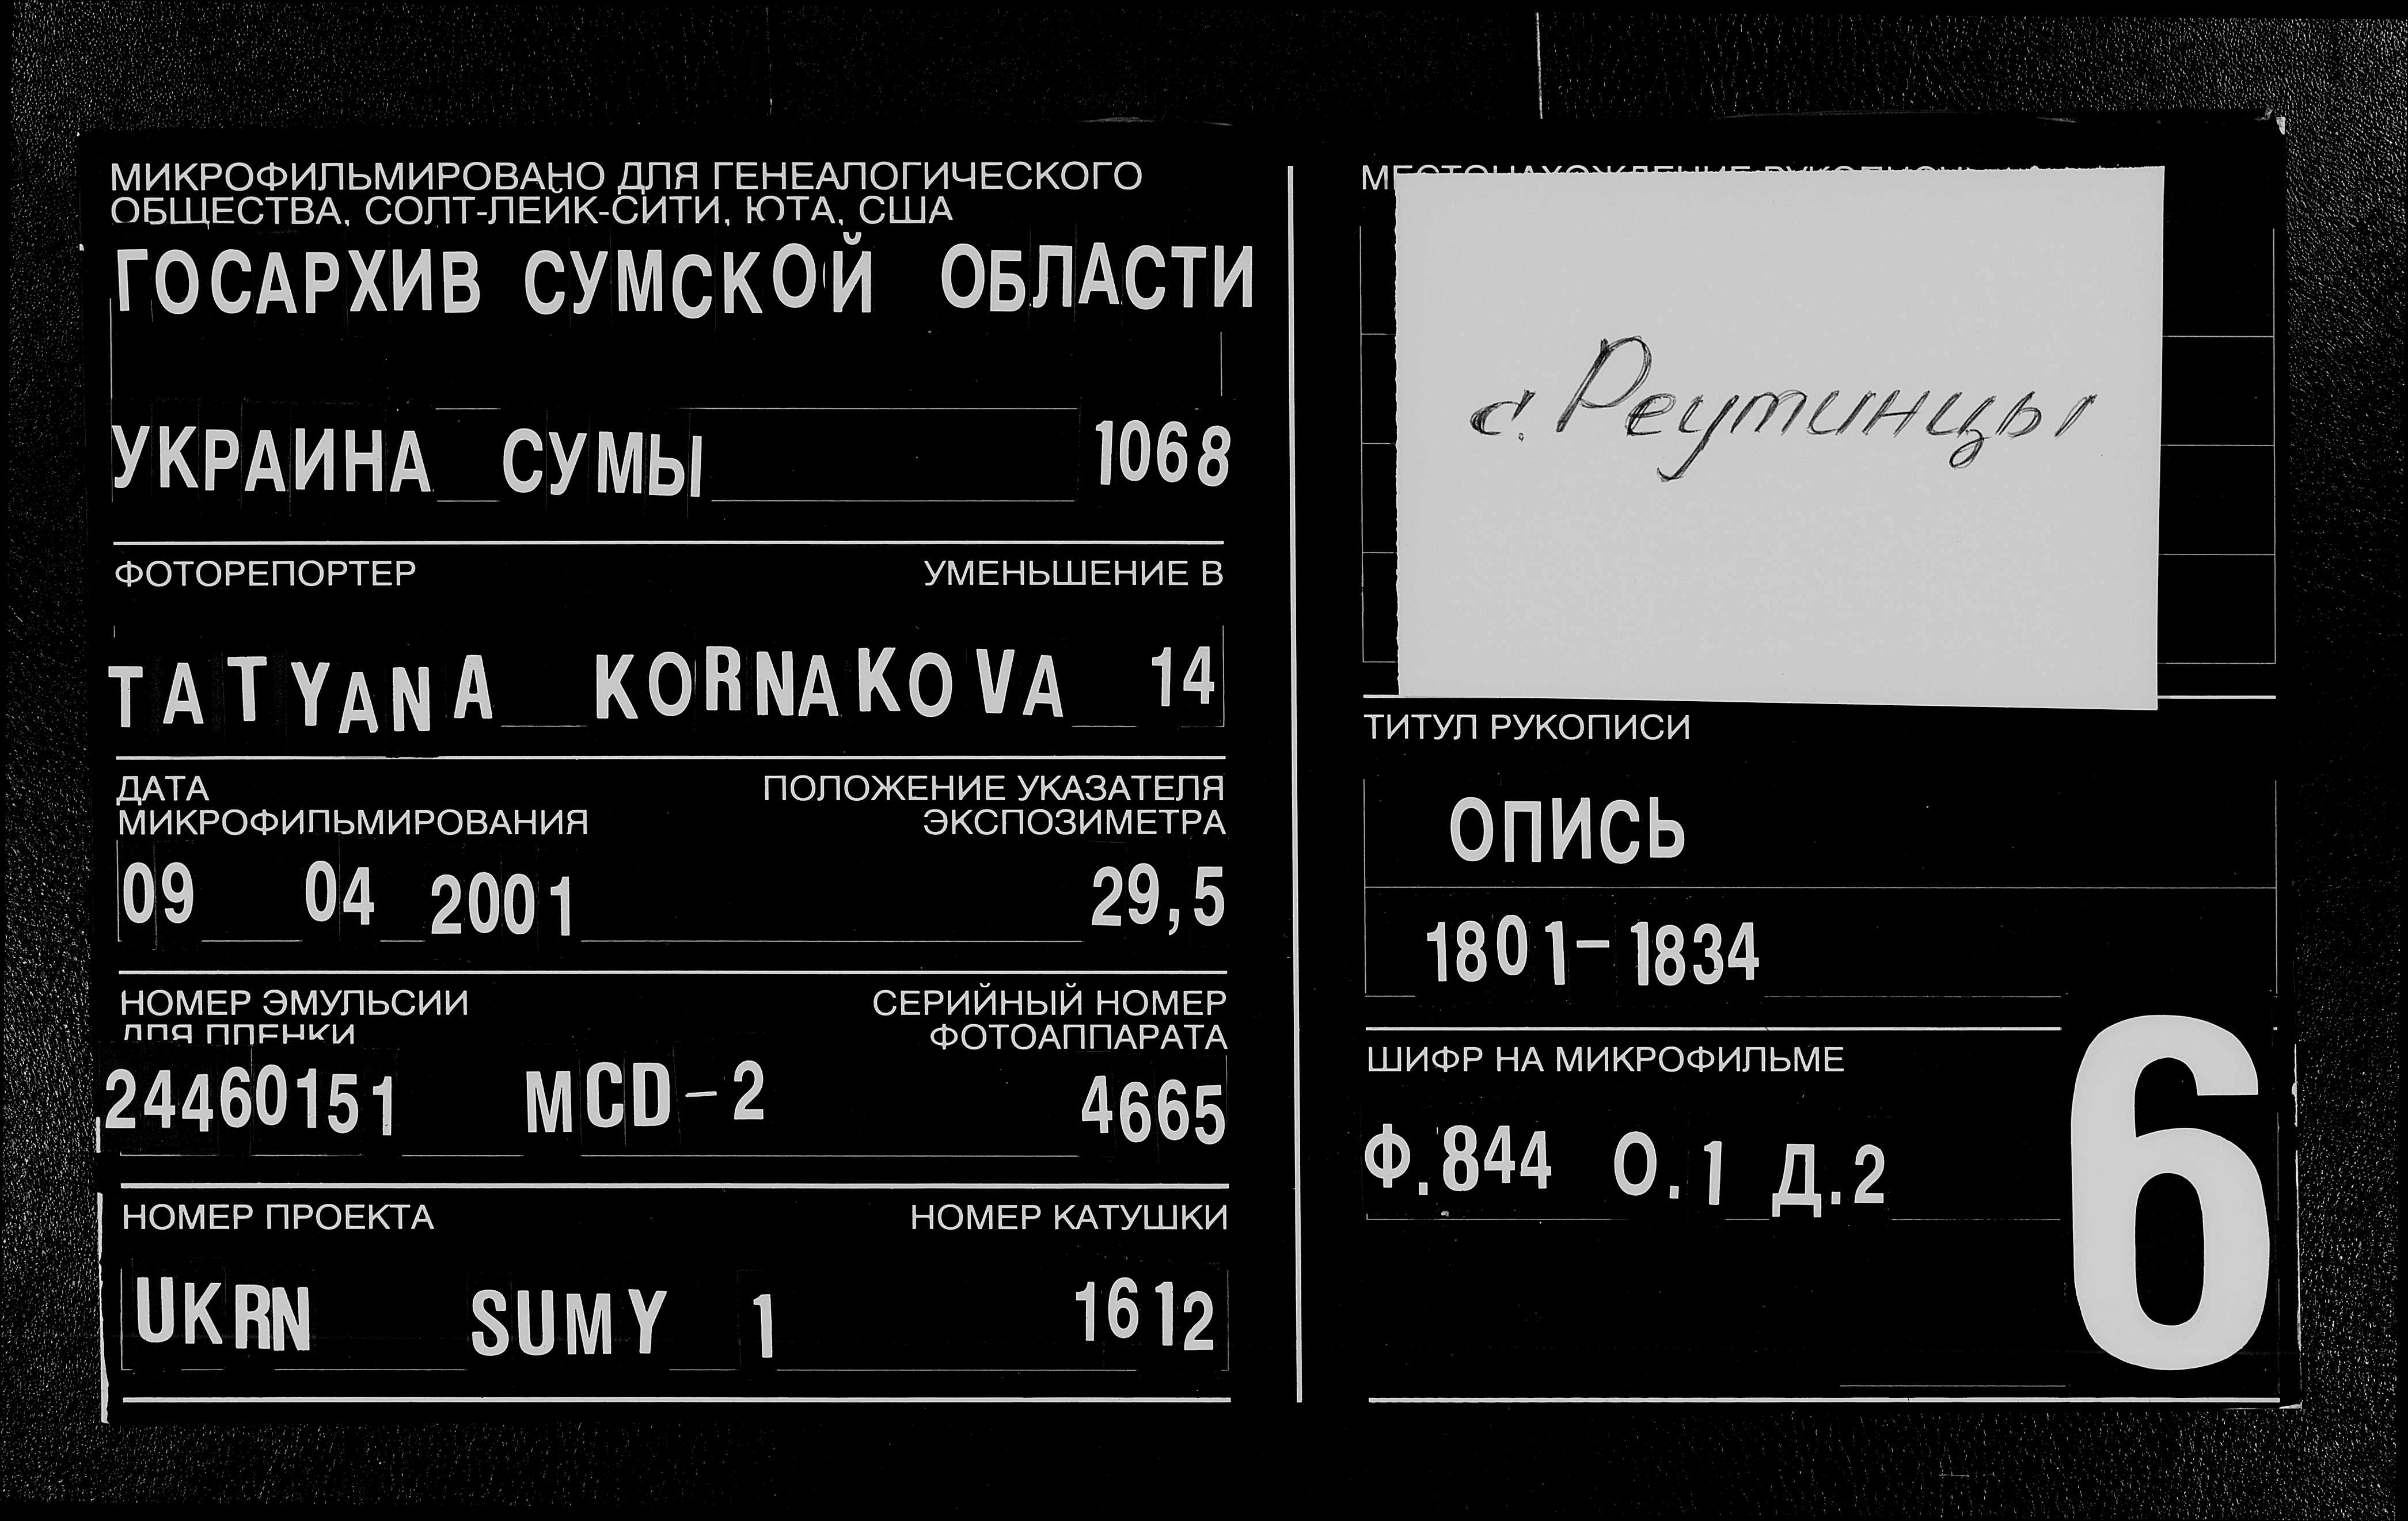 МИКРОФИЛЬМИРОВАНО ДЛЯ ГЕНЕАЛОГИЧЕСКОГО
ОБЩЕСТВА, СОЛТ-ЛЕЙК-СИТИ, ЮТА, США
ГОСАРХИВ СУМСКОЙ ОБЛАСТИ
УКРАИНА СУМЫ 1068
ФОТОРЕПОРТЕР УМЕНЬШЕНИЕ В
TATYANA KORNAKOVA 14
ДАТА ПОЛОЖЕНИЕ УКАЗАТЕЛЯ
МИКРОФИЛЬМИРОВАНИЯ ЭКСПОЗИМЕТРА
09 04 2001 29,5
НОМЕР ЭМУЛЬСИИ СЕРИЙНЫЙ НОМЕР
ДЛЯ ПЛЕНКИ ФОТОАППАРАТА
24460151 MCD-2 4665
НОМЕР ПРОЕКТА НОМЕР КАТУШКИ
UKRN SUMY 1 1612
МЕСТОНАХОЖДЕНИЕ РУКОПИСИ
с. Реутинцы
ТИТУЛ РУКОПИСИ
ОПИСЬ
1801-1834
ШИФР НА МИКРОФИЛЬМЕ
Ф.844 О.1 Д.2
6